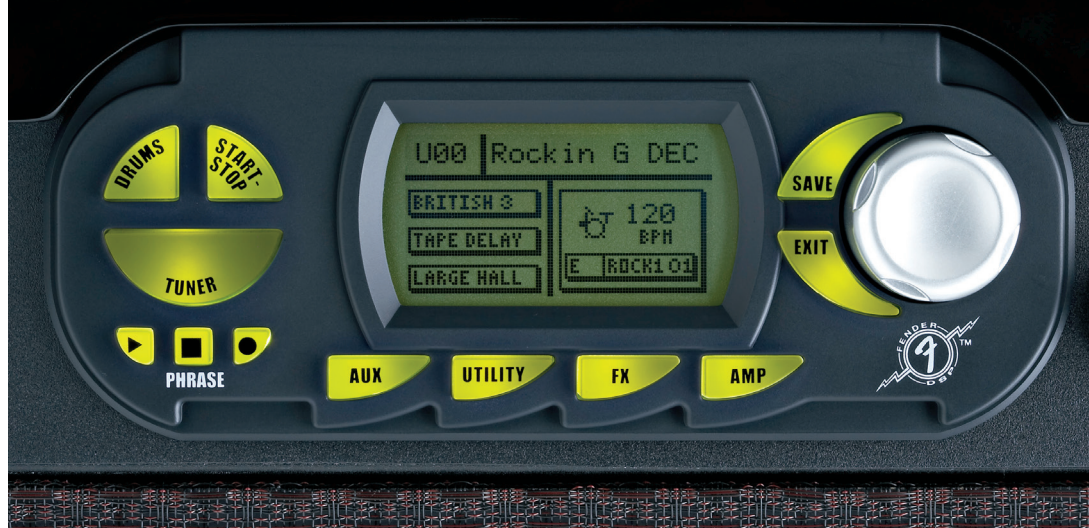 U00 Rockin G DEC
BRITISH 3
TAPE DELAY
LARGE HALL
120
BPM
E ROCK1 01
DRUMS
START-
STOP
TUNER
PHRASE
SAVE
EXIT
AUX
UTILITY
FX
AMP
FENDER
DSP
TM